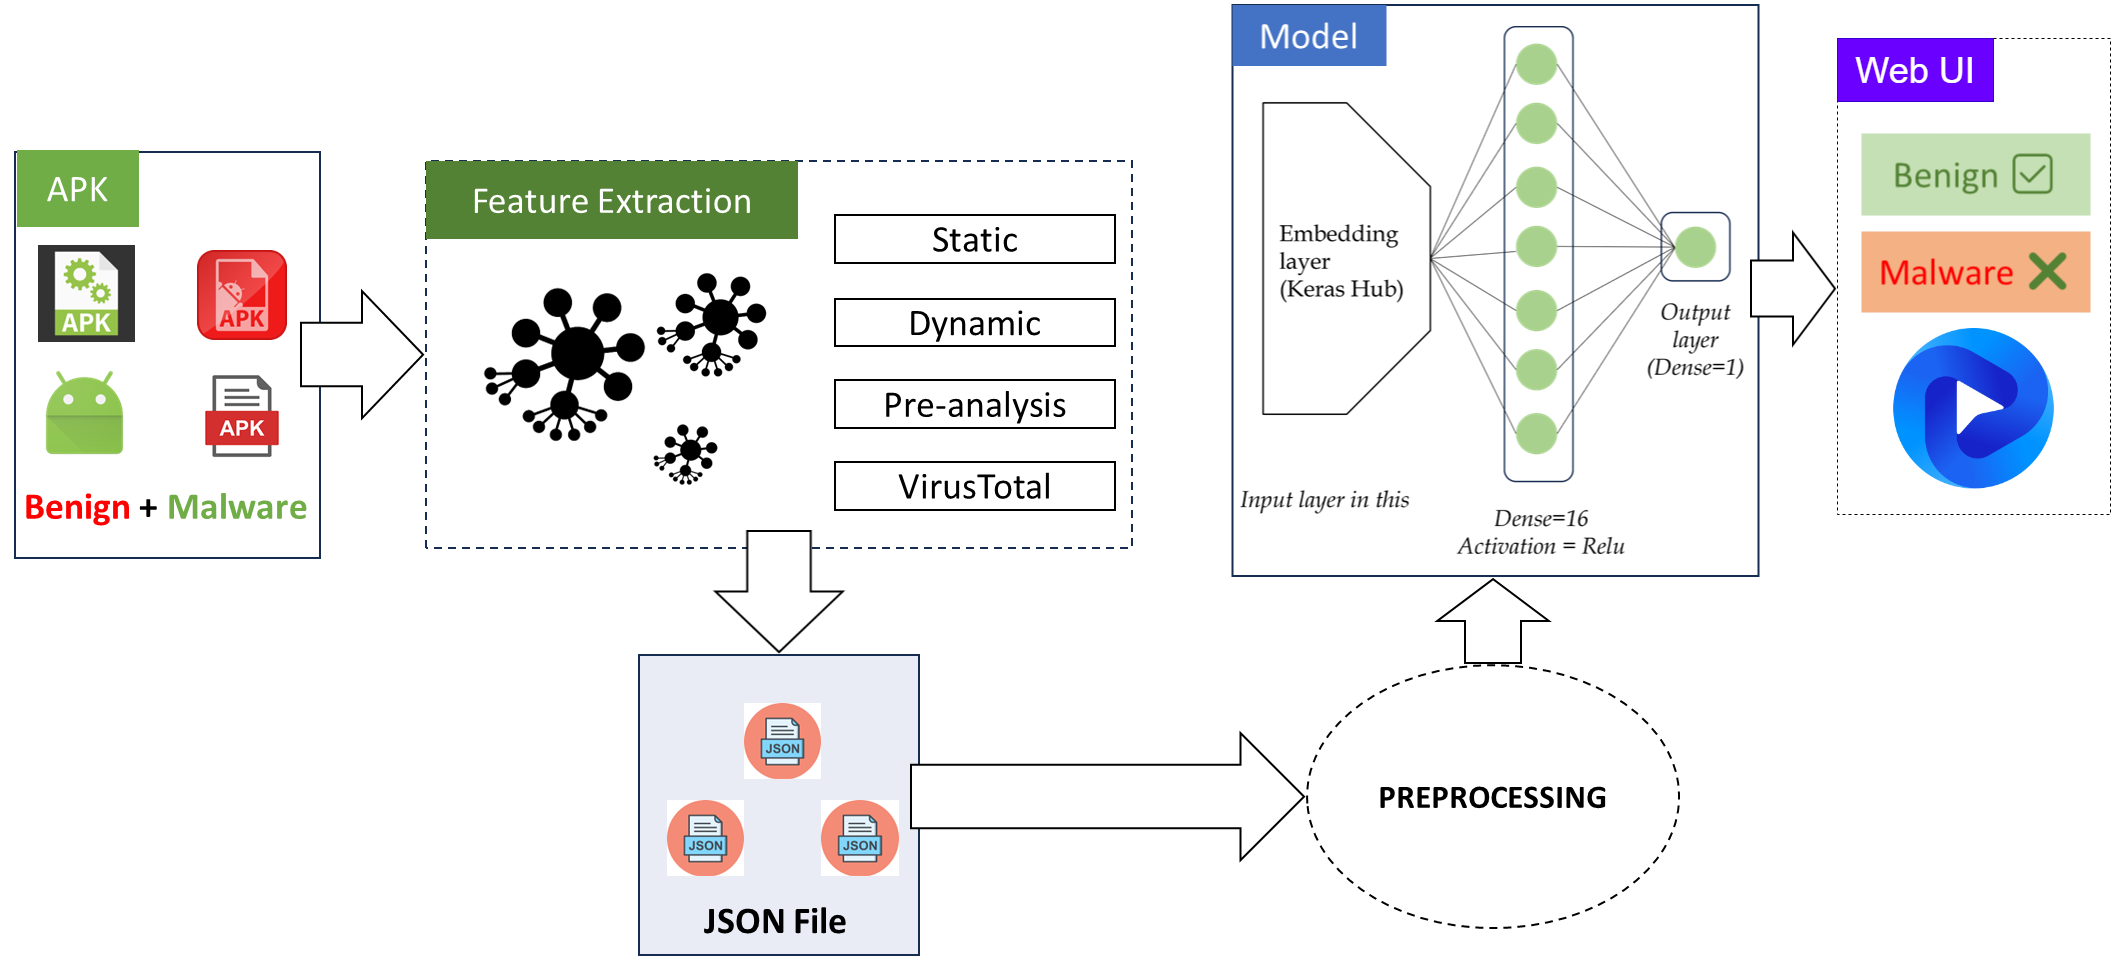 APK
APK
APK
APK
Benign + Malware
Feature Extraction
Static
Dynamic
Pre-analysis
VirusTotal
JSON
JSON
JSON
JSON File
PREPROCESSING
Model
Embedding
layer
(Keras Hub)
Input layer in this
Dense=16
Activation = Relu
Output
layer
(Dense=1)
Web UI
Benign
Malware